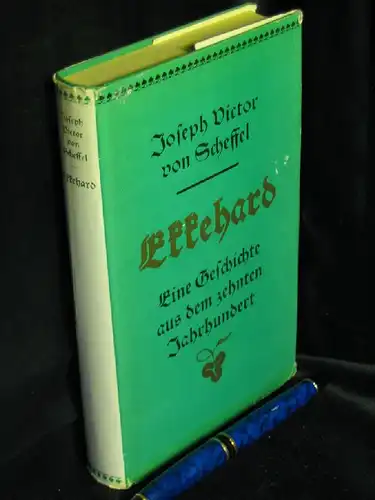 Joseph
Victor
von
Scheffel
Ekkehard
Joseph Victor
von Scheffel
Ekkehard
Eine Geschichte
aus dem zehnten
Jahrhundert